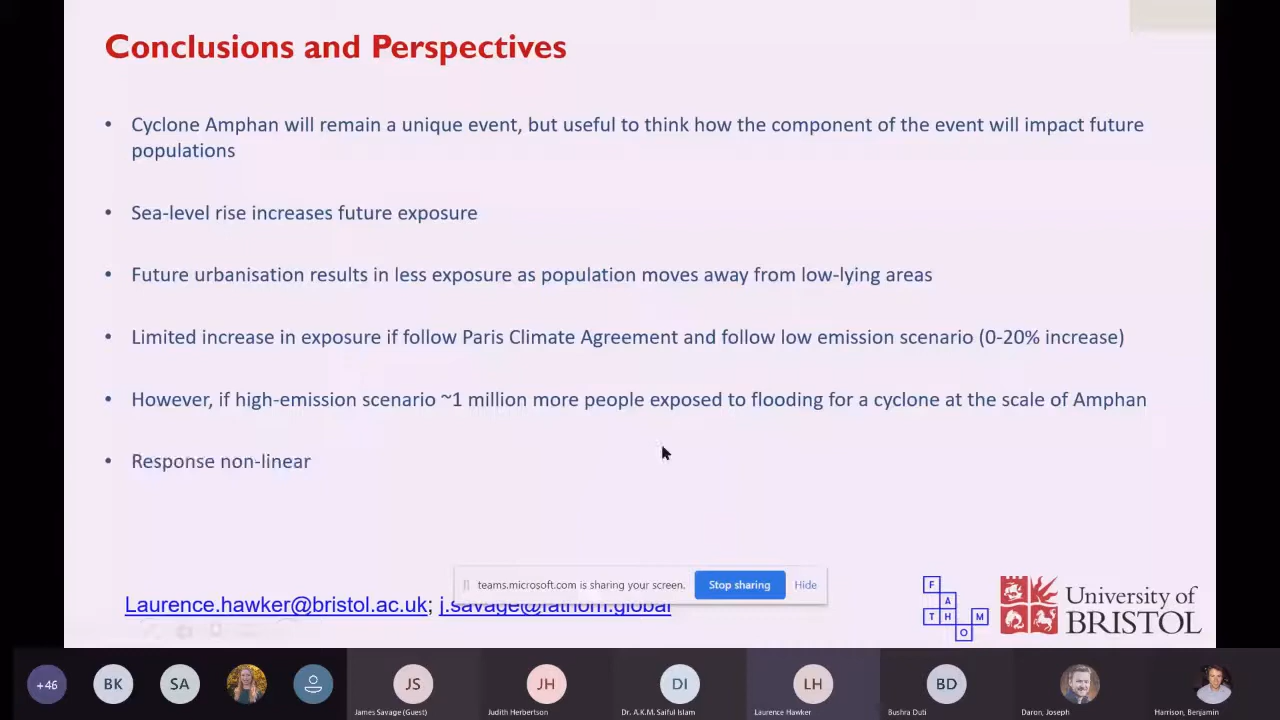 Conclusions and Perspectives
• Cyclone Amphan will remain a unique event, but useful to think how the component of the event will impact future
populations
• Sea-level rise increases future exposure
• Future urbanisation results in less exposure as population moves away from low-lying areas
• Limited increase in exposure if follow Paris Climate Agreement and follow low emission scenario (0-20% increase)
• However, if high-emission scenario ~1 million more people exposed to flooding for a cyclone at the scale of Amphan
• Response non-linear
teams.microsoft.com is sharing your screen. Stop sharing Hide
Laurence.hawker@bristol.ac.uk; j.savage@fathom.global
F
A
T H M
O
University of
BRISTOL
+46 BK SA JS JH DI LH BD
James Savage (Guest) Judith Herbertson Dr. A.K.M. Saiful Islam Laurence Hawker Bushra Duti Daron, Joseph Harrison, Benjamin